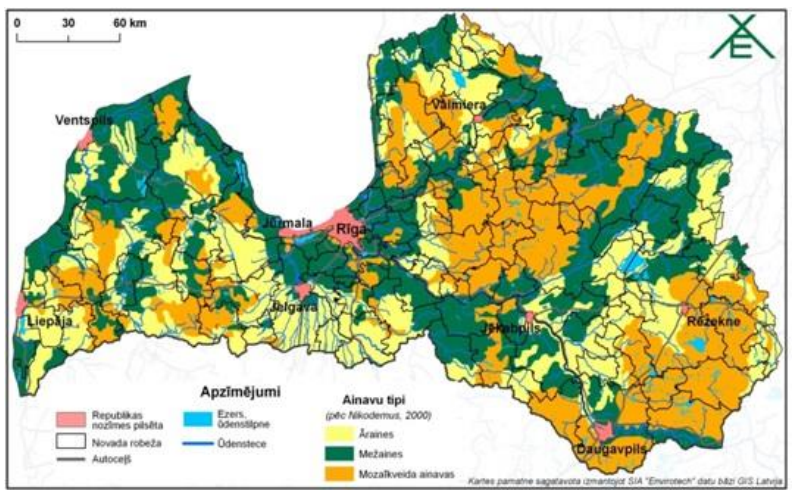 0 30 60 km
Ventspils
Valmiera
Jūrmala
Rīga
Jelgava
Liepāja
Jēkabpils
Rēzekne
Daugavpils
Apzīmējumi
Republikas
nozīmes pilsēta
Novada robeža
Autoceļš
Ezers,
ūdenstilpne
Ūdenstece
Ainavu tipi
(pēc Nikodemus, 2000)
Āraines
Mežaines
Mozaīkveida ainavas
Kartes pamatne sagatavota izmantojot SIA "Envirotech" datu bāzi GIS Latvija